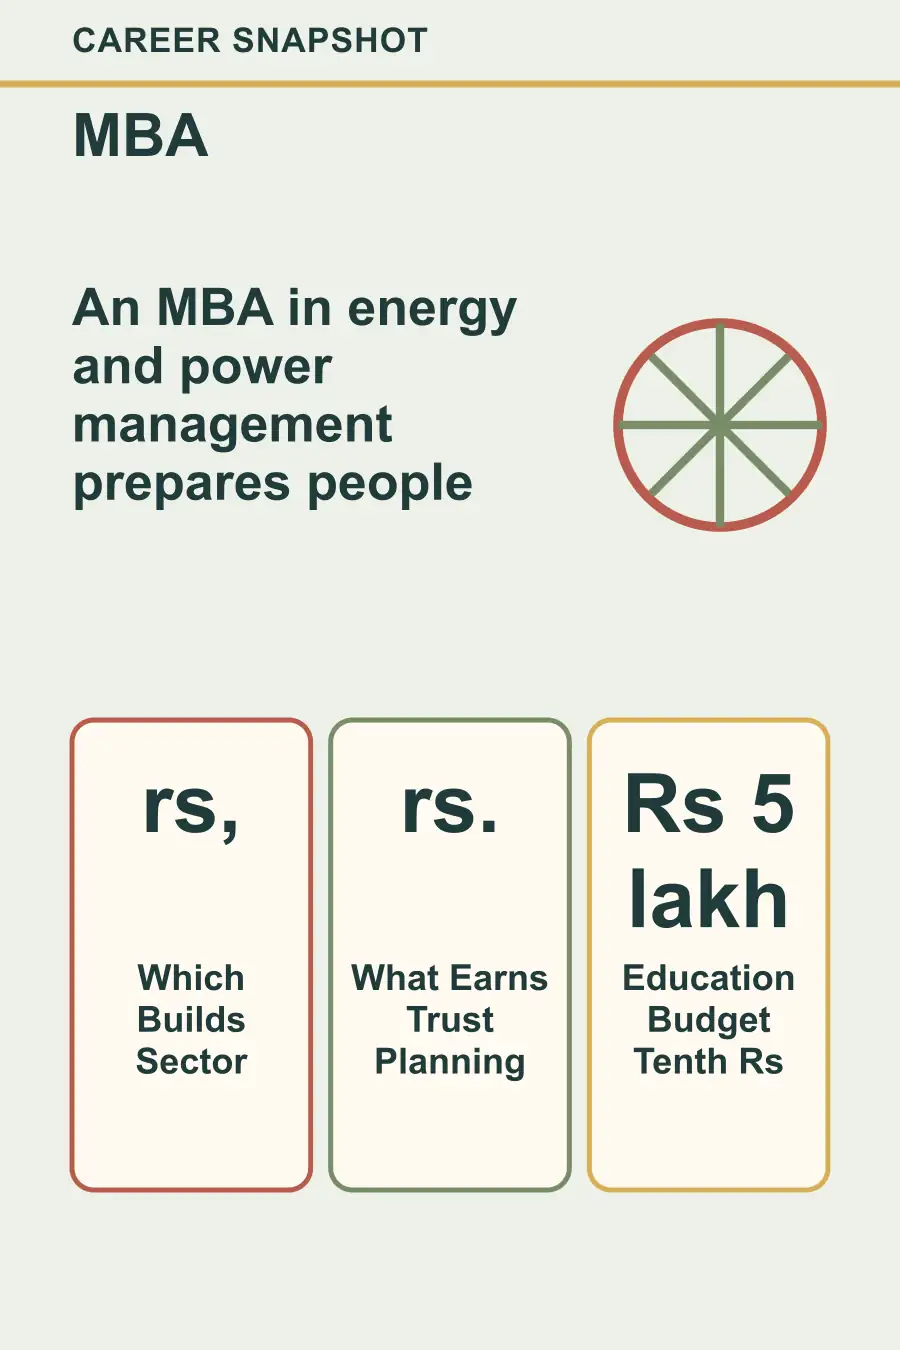 CAREER SNAPSHOT
MBA
An MBA in energy
and power
management
prepares people
rs,
Which
Builds
Sector
rs.
What Earns
Trust
Planning
Rs 5
lakh
Education
Budget
Tenth Rs